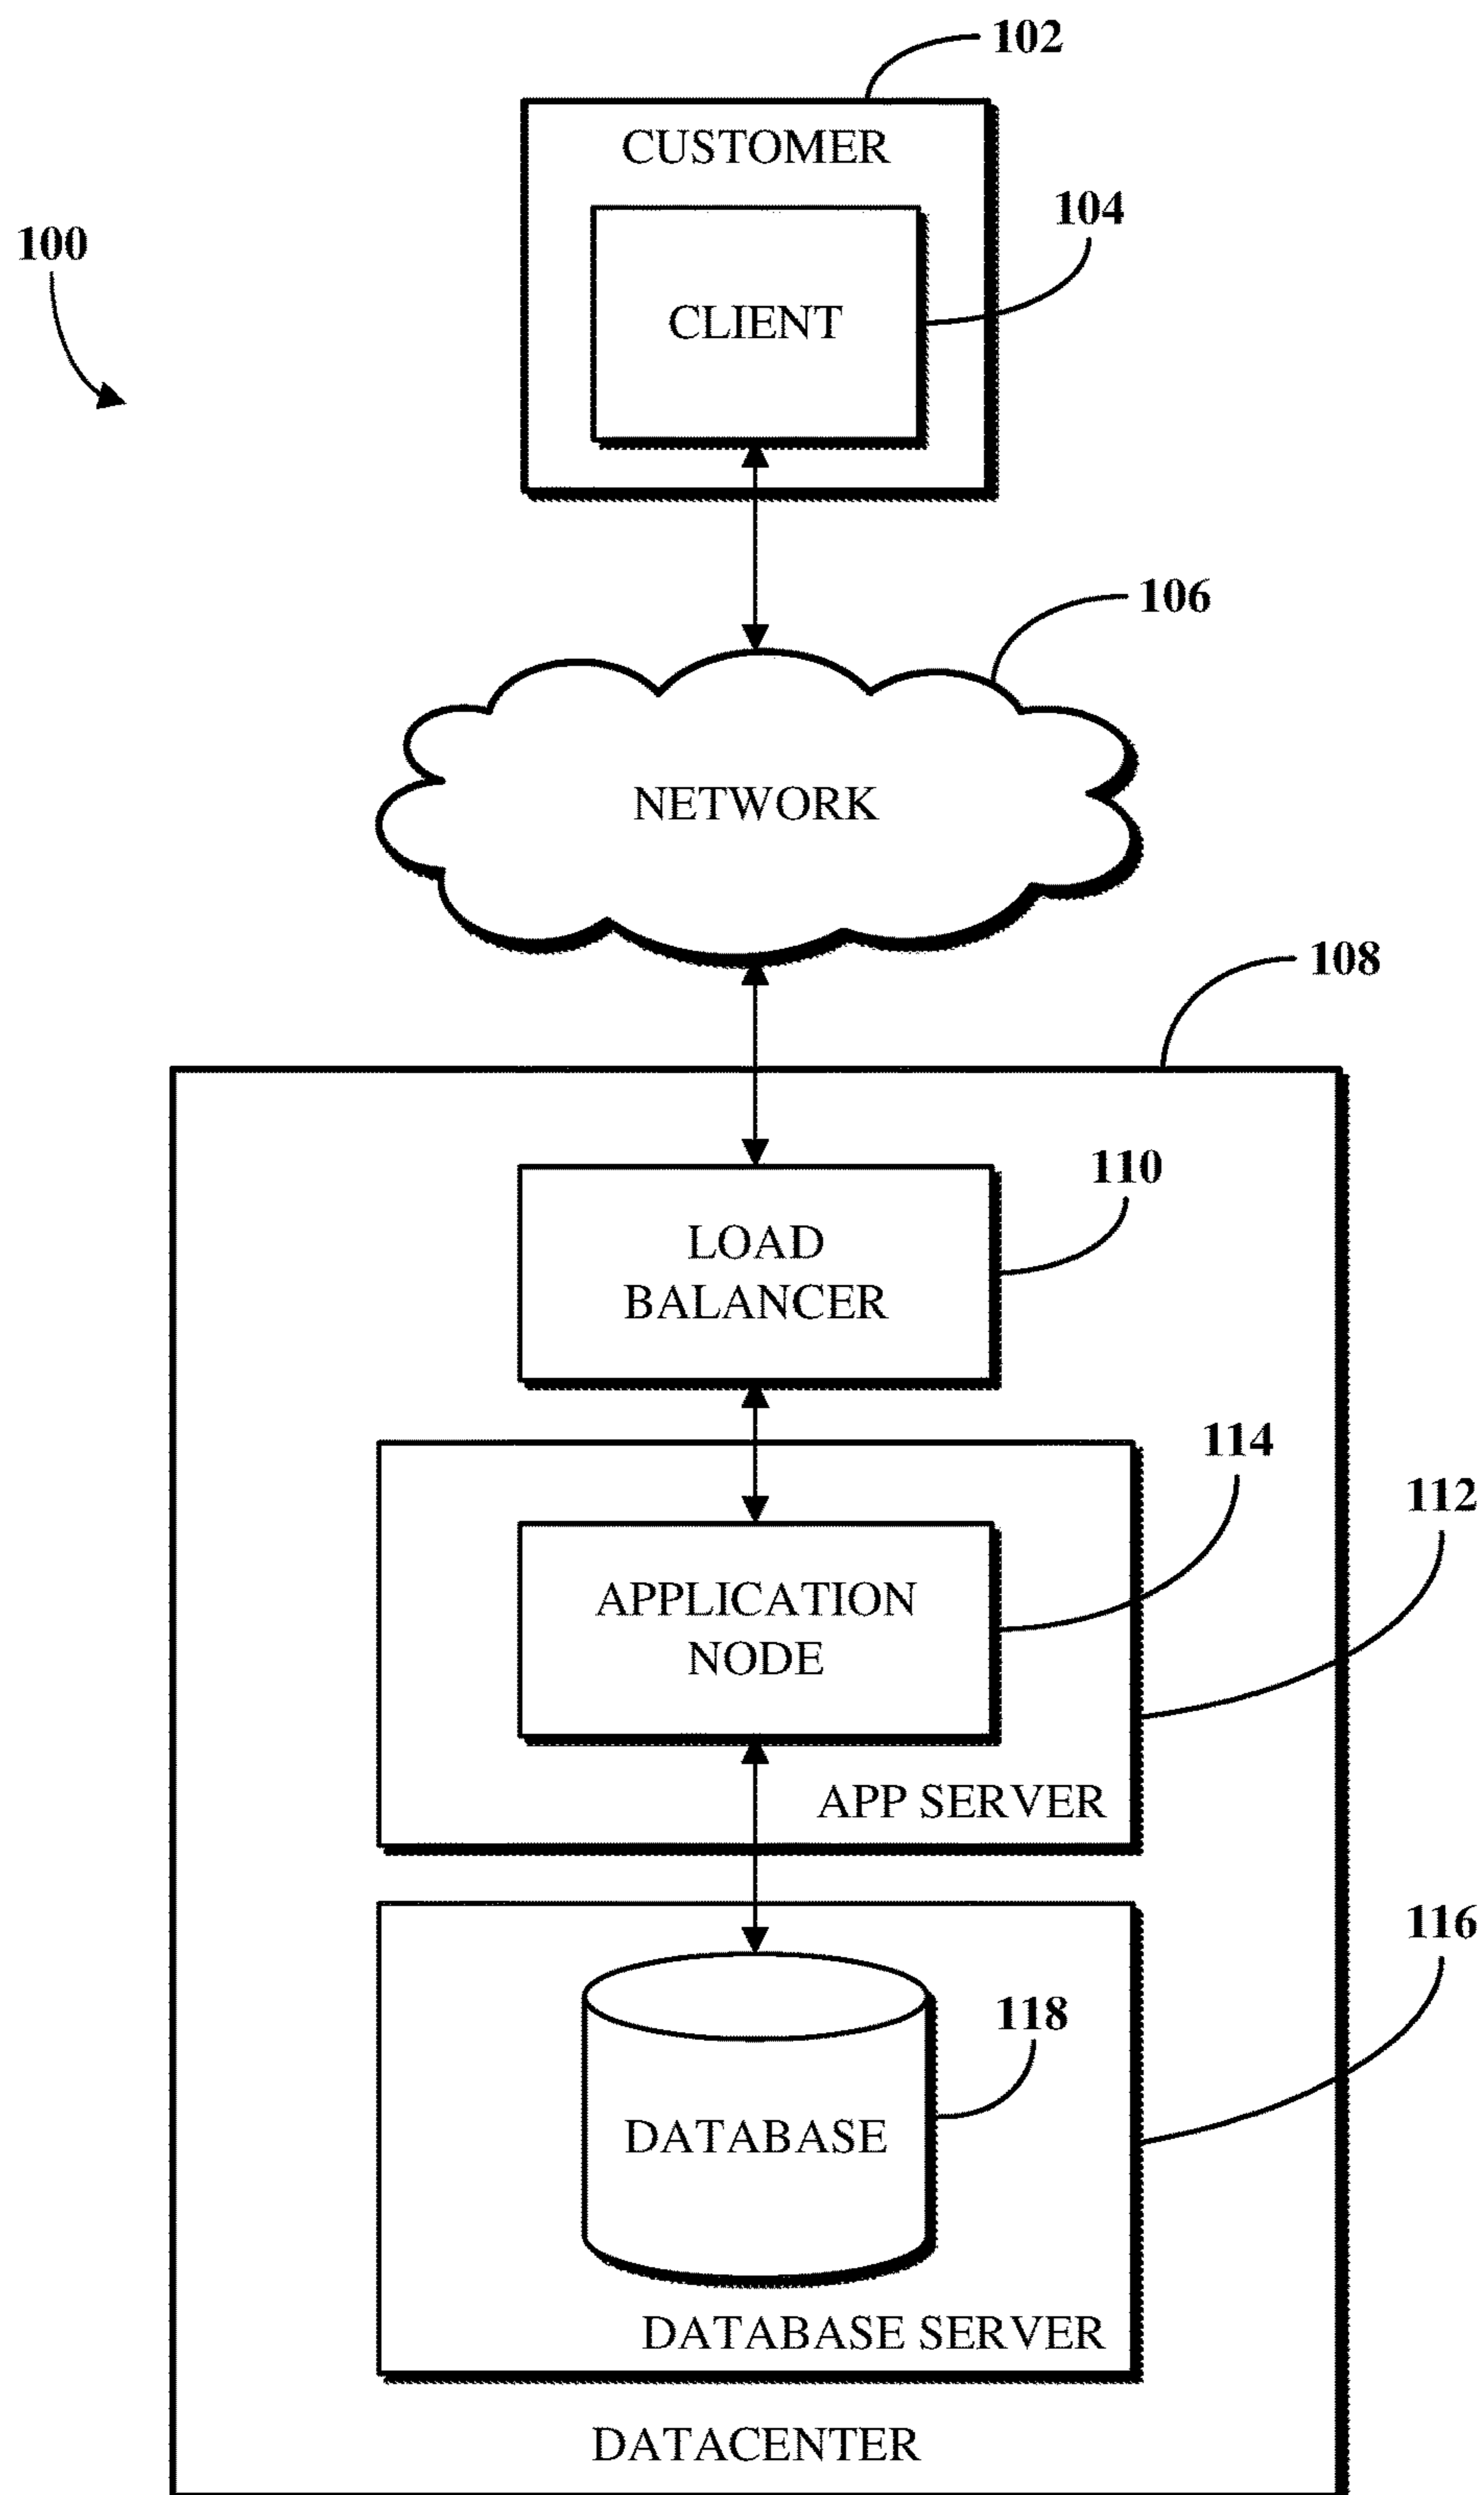 102
CUSTOMER
104
100
CLIENT
106
NETWORK
108
110
LOAD
BALANCER
114
112
APPLICATION
NODE
APP SERVER
116
118
DATABASE
DATABASE SERVER
DATACENTER